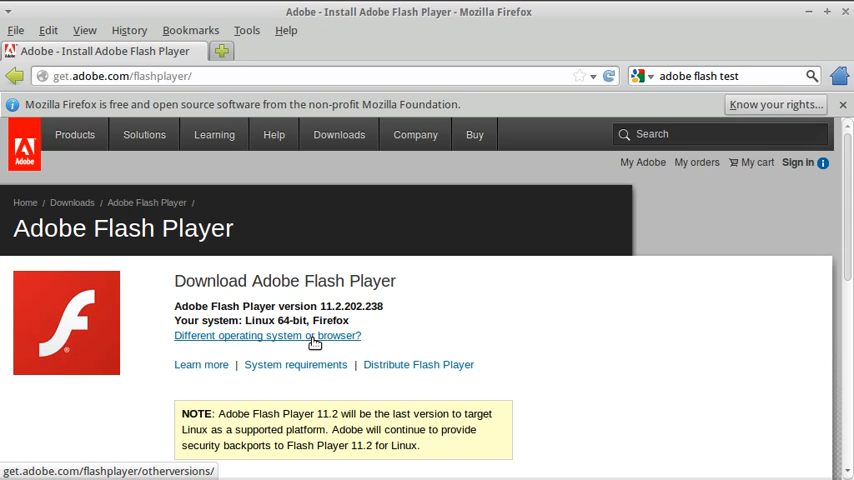 Adobe - Install Adobe Flash Player - Mozilla Firefox
File Edit View History Bookmarks Tools Help
Adobe - Install Adobe Flash Player
get.adobe.com/flashplayer/ adobe flash test
Mozilla Firefox is free and open source software from the non-profit Mozilla Foundation. Know your rights...
Adobe Products Solutions Learning Help Downloads Company Buy Search
My Adobe My orders My cart Sign in
Home / Downloads / Adobe Flash Player /
Adobe Flash Player
Download Adobe Flash Player
Adobe Flash Player version 11.2.202.238
Your system: Linux 64-bit, Firefox
Different operating system or browser?
Learn more | System requirements | Distribute Flash Player
NOTE: Adobe Flash Player 11.2 will be the last version to target
Linux as a supported platform. Adobe will continue to provide
security backports to Flash Player 11.2 for Linux.
get.adobe.com/flashplayer/otherversions/